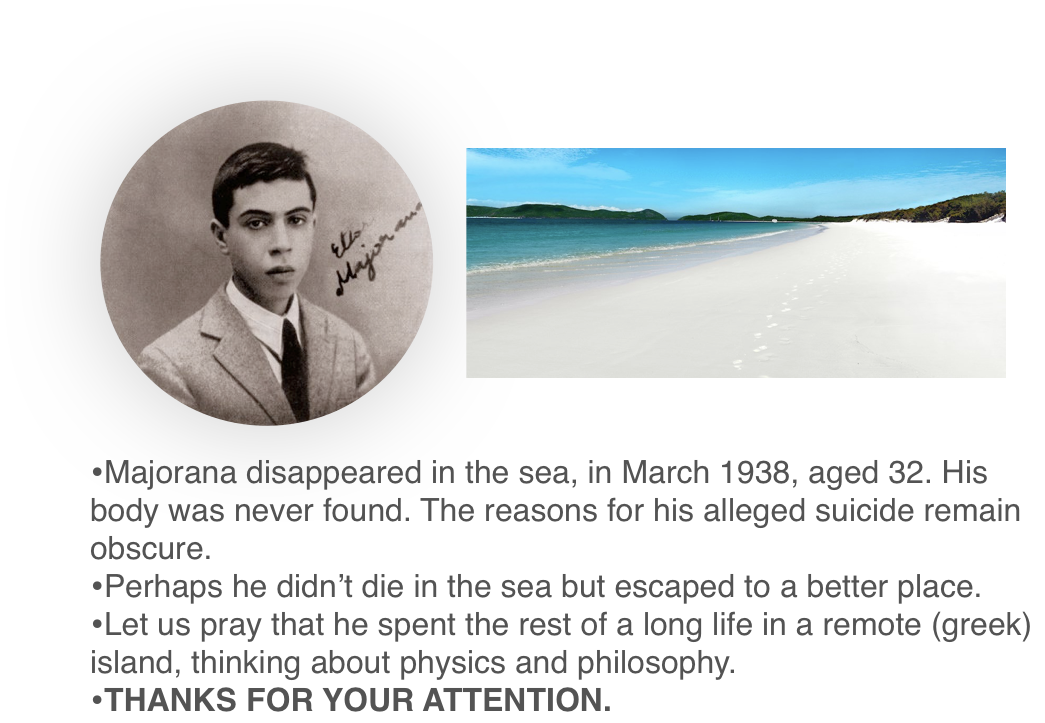 Ettore
Majorana
•Majorana disappeared in the sea, in March 1938, aged 32. His
body was never found. The reasons for his alleged suicide remain
obscure.
•Perhaps he didn’t die in the sea but escaped to a better place.
•Let us pray that he spent the rest of a long life in a remote (greek)
island, thinking about physics and philosophy.
•THANKS FOR YOUR ATTENTION.